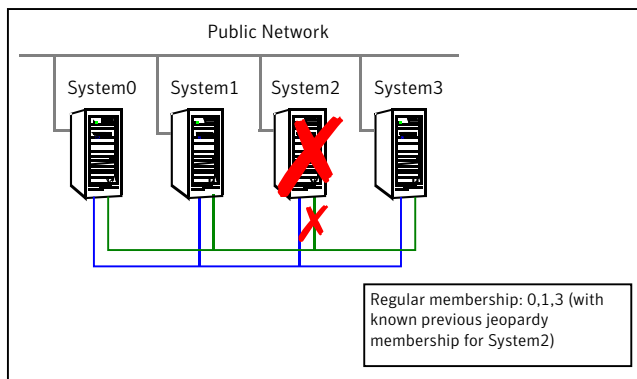 Public Network
System0 System1 System2 System3
Regular membership: 0,1,3 (with
known previous jeopardy
membership for System2)